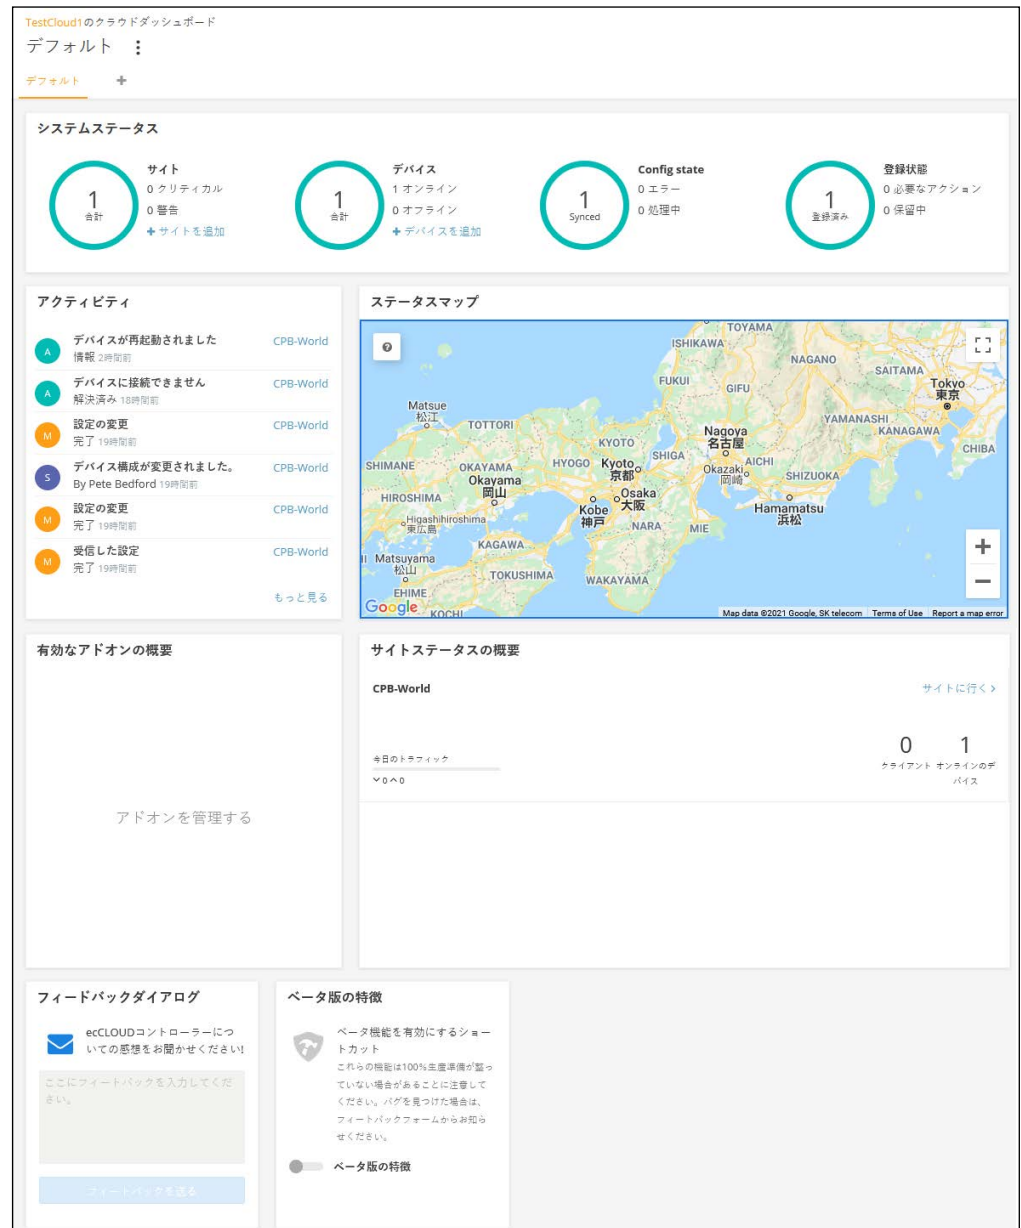 TestCloud1のクラウドダッシュボード
デフォルト
デフォルト +
システムステータス
1
合計
サイト
0 クリティカル
0 警告
+ サイトを追加
1
合計
デバイス
1 オンライン
0 オフライン
+ デバイスを追加
1
Synced
Config state
0 エラー
0 処理中
1
登録済み
登録状態
0 必要なアクション
0 保留中
アクティビティ
A
デバイスが再起動されました
情報 2時間前
CPB-World
A
デバイスに接続できません
解決済み 18時間前
CPB-World
M
設定の変更
完了 19時間前
CPB-World
S
デバイス構成が変更されました。
By Pete Bedford 19時間前
CPB-World
M
設定の変更
完了 19時間前
CPB-World
M
受信した設定
完了 19時間前
CPB-World
もっと見る
ステータスマップ
TOYAMA
ISHIKAWA
NAGANO
SAITAMA
FUKUI
GIFU
Tokyo
東京
Matsue
松江
TOTTORI
YAMANASHI
KANAGAWA
Nagoya
名古屋
KYOTO
CHIBA
SHIGA
SHIMANE
OKAYAMA
HYOGO
Kyoto
京都
AICHI
Okazaki
岡崎
SHIZUOKA
Okayama
岡山
HIROSHIMA
Osaka
大阪
Kobe
神戸
Hamamatsu
浜松
Higashihiroshima
東広島
NARA
MIE
KAGAWA
Matsuyama
松山
TOKUSHIMA
WAKAYAMA
EHIME
KOCHI
+
−
Google
Map data ©2021 Google, SK telecom Terms of Use Report a map error
有効なアドオンの概要
アドオンを管理する
サイトステータスの概要
CPB-World
サイトに行く
今日のトラフィック
0 0
0
クライアント
1
オンラインのデ
バイス
フィードバックダイアログ
ecCLOUDコントローラーにつ
いての感想をお聞かせください!
ここにフィートバックを入力してくだ
さい。
フィートバックを送る
ベータ版の特徴
ベータ機能を有効にするショー
トカット
これらの機能は100%生産準備が整っ
ていない場合があることに注意して
ください。バグを見つけた場合は、
フィートバックフォームからお知ら
せください。
ベータ版の特徴